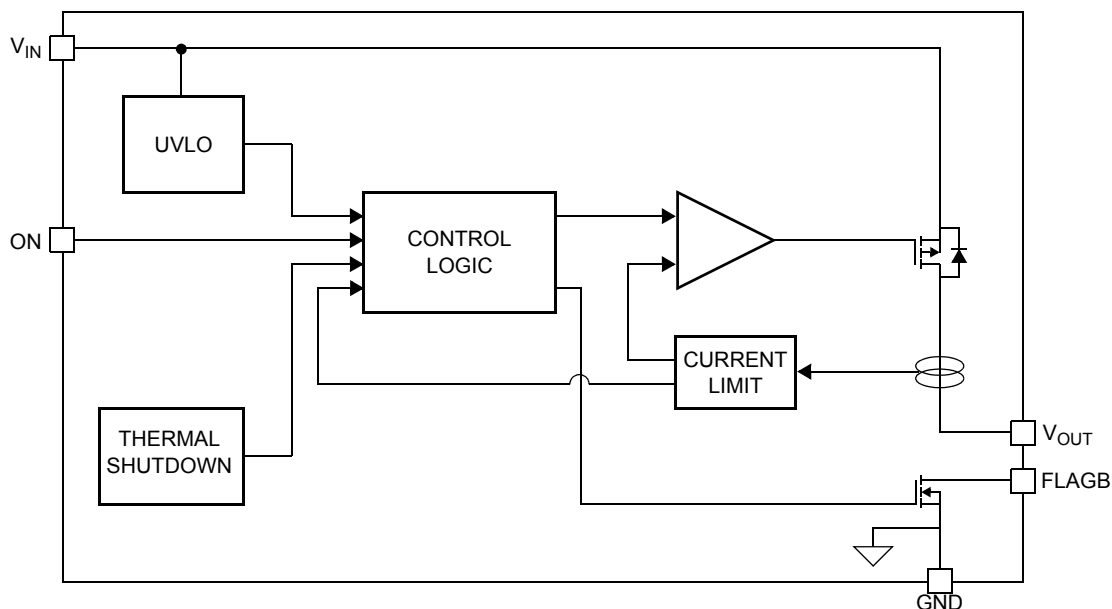 VIN
UVLO
ON
CONTROL
LOGIC
CURRENT
LIMIT
THERMAL
SHUTDOWN
VOUT
FLAGB
GND